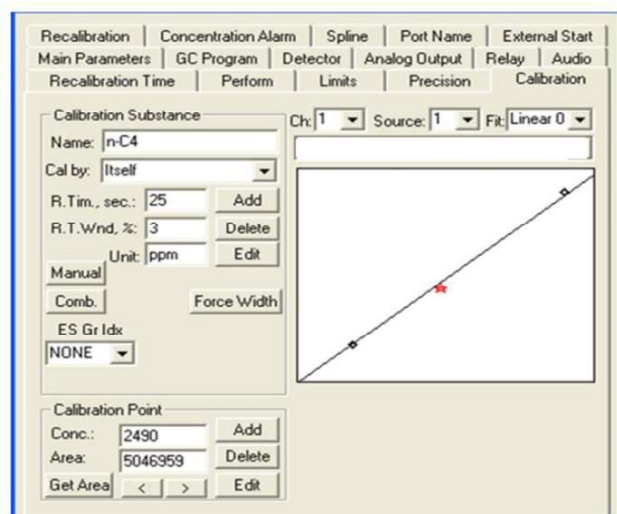 Recalibration Concentration Alarm Spline Port Name External Start
Main Parameters GC Program Detector Analog Output Relay Audio
Recalibration Time Perform Limits Precision Calibration
Calibration Substance
Name: n-C4
Cal by: Itself
R.Tim., sec.: 25 Add
R.T.Wnd, %: 3 Delete
Unit: ppm Edit
Manual
Comb. Force Width
ES Gr Idx
NONE
Ch: 1 Source: 1 Fit: Linear 0
Calibration Point
Conc.: 2490 Add
Area: 5046959 Delete
Get Area < > Edit